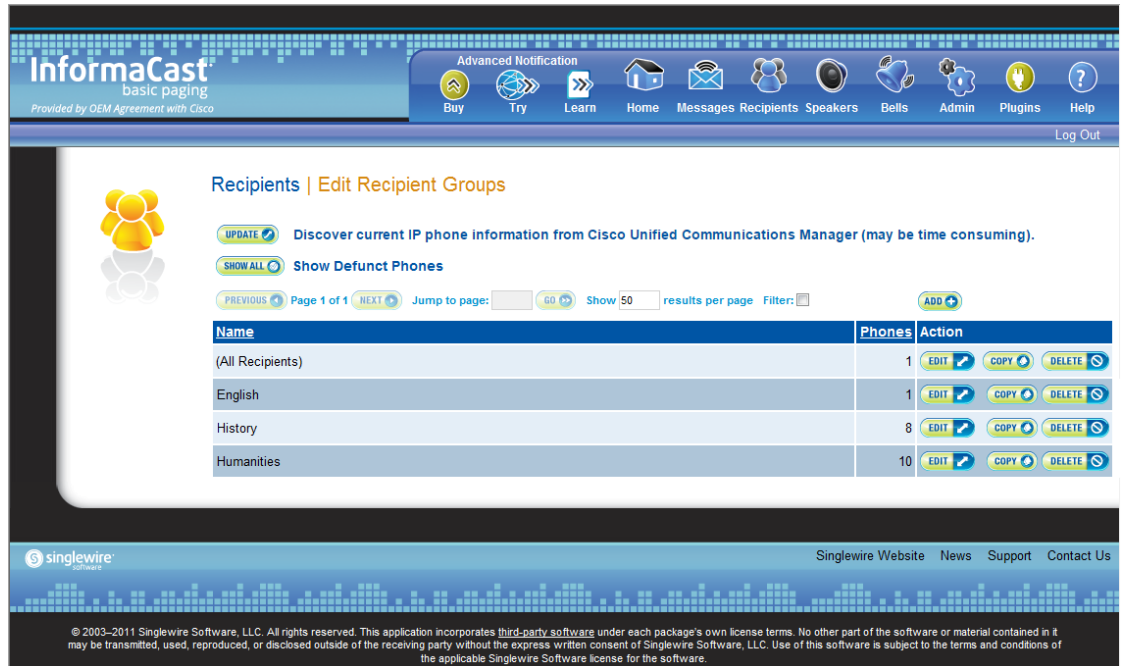 InformaCast
basic paging
Provided by OEM Agreement with Cisco
Advanced Notification
Buy Try Learn Home Messages Recipients Speakers Bells Admin Plugins Help
Log Out
Recipients | Edit Recipient Groups
UPDATE Discover current IP phone information from Cisco Unified Communications Manager (may be time consuming).
SHOW ALL Show Defunct Phones
PREVIOUS Page 1 of 1 NEXT Jump to page: GO Show 50 results per page Filter: ADD
Name Phones Action
(All Recipients) 1 EDIT COPY DELETE
English 1 EDIT COPY DELETE
History 8 EDIT COPY DELETE
Humanities 10 EDIT COPY DELETE
singlewire
software
Singlewire Website News Support Contact Us
© 2003–2011 Singlewire Software, LLC. All rights reserved. This application incorporates third-party software under each package's own license terms. No other part of the software or material contained in it
may be transmitted, used, reproduced, or disclosed outside of the receiving party without the express written consent of Singlewire Software, LLC. Use of this software is subject to the terms and conditions of
the applicable Singlewire Software license for the software.